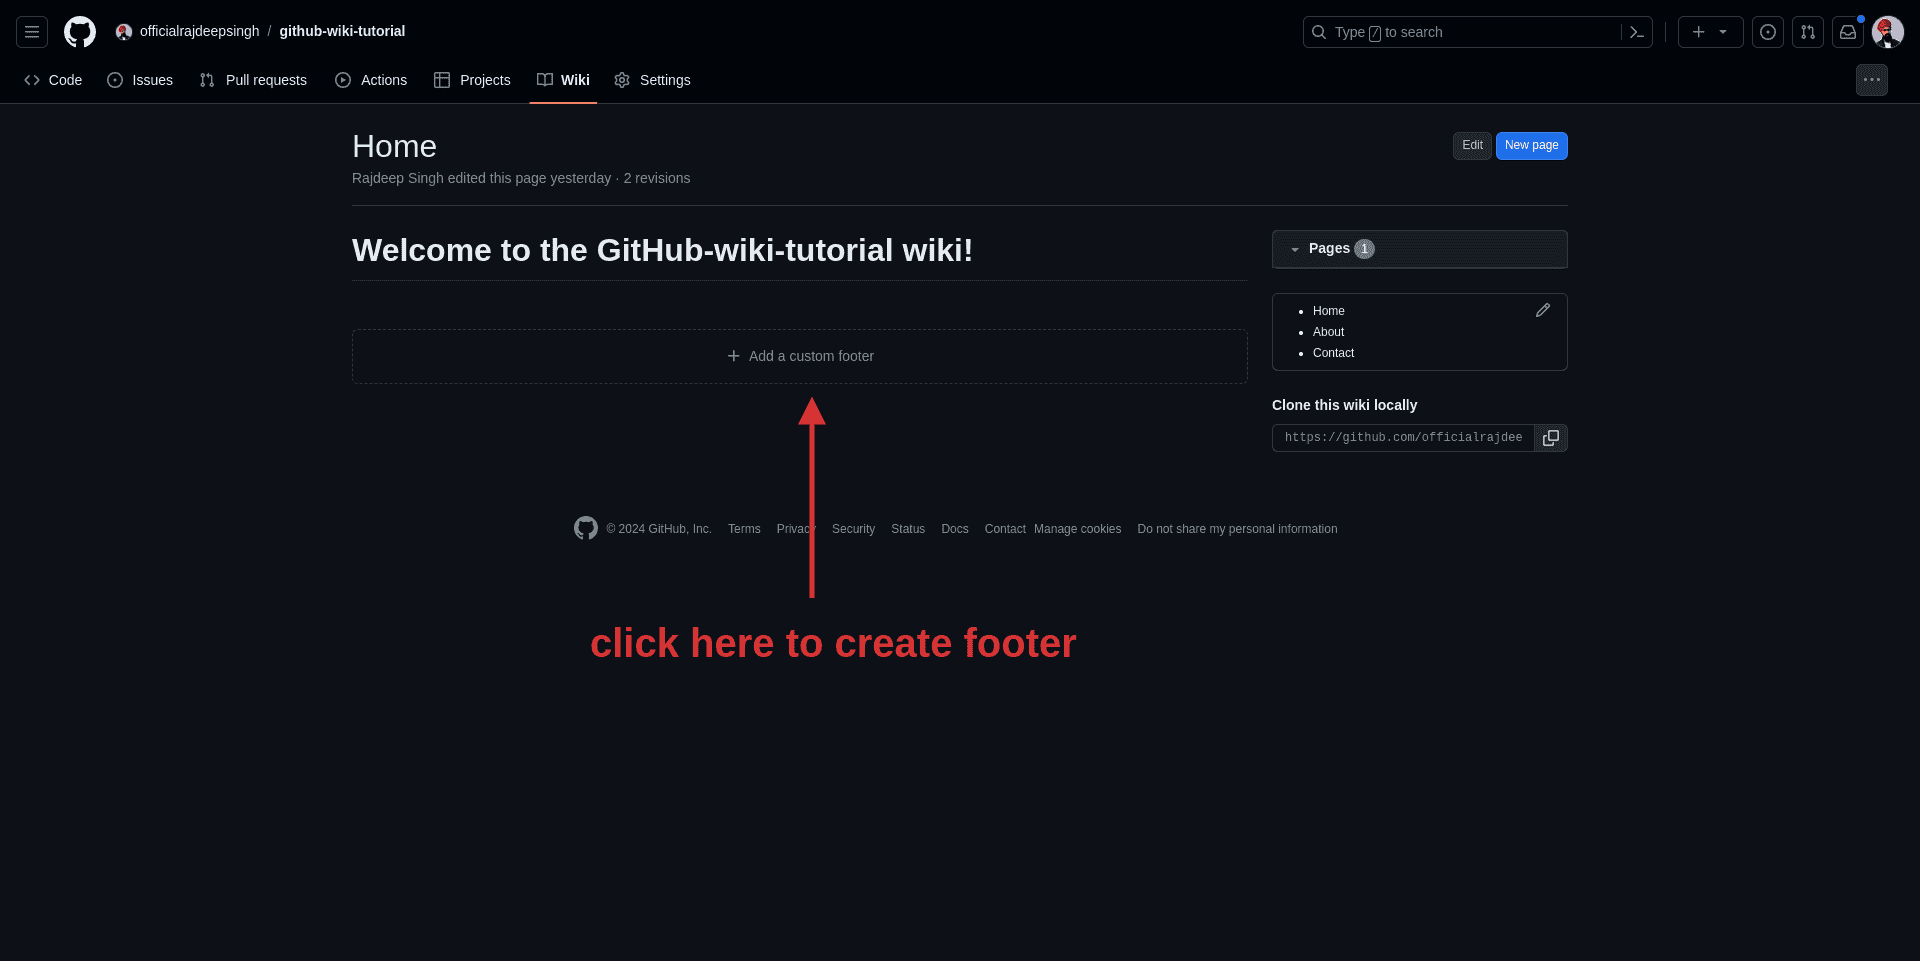 officialrajdeepsingh / github-wiki-tutorial
Type / to search
Code Issues Pull requests Actions Projects Wiki Settings
Home
Edit New page
Rajdeep Singh edited this page yesterday · 2 revisions
Welcome to the GitHub-wiki-tutorial wiki!
Add a custom footer
Pages 1
Home
About
Contact
Clone this wiki locally
https://github.com/officialrajdee
© 2024 GitHub, Inc. Terms Privacy Security Status Docs Contact Manage cookies Do not share my personal information
click here to create footer